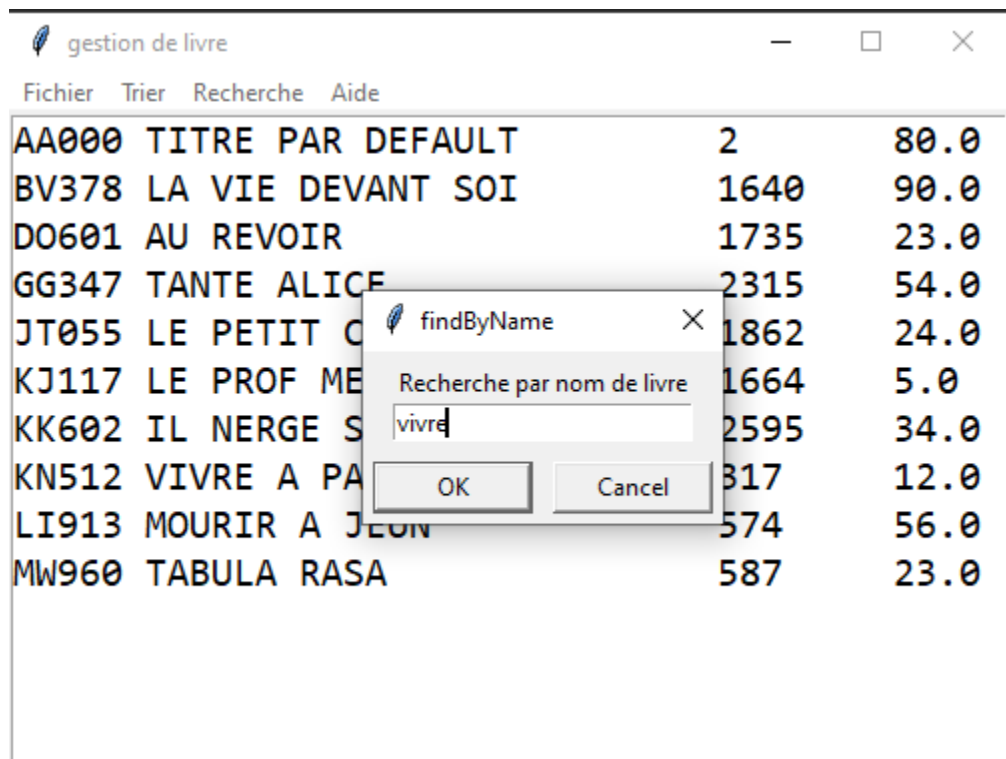 gestion de livre
Fichier Trier Recherche Aide
AA000 TITRE PAR DEFAULT 2 80.0
BV378 LA VIE DEVANT SOI 1640 90.0
DO601 AU REVOIR 1735 23.0
GG347 TANTE ALICE 2315 54.0
JT055 LE PETIT 1862 24.0
KJ117 LE PROF 1664 5.0
KK602 IL NERGE 2595 34.0
KN512 VIVRE A 317 12.0
LI913 MOURIR A JEUN 574 56.0
MW960 TABULA RASA 587 23.0
findByName
Recherche par nom de livre
vivre
OK Cancel